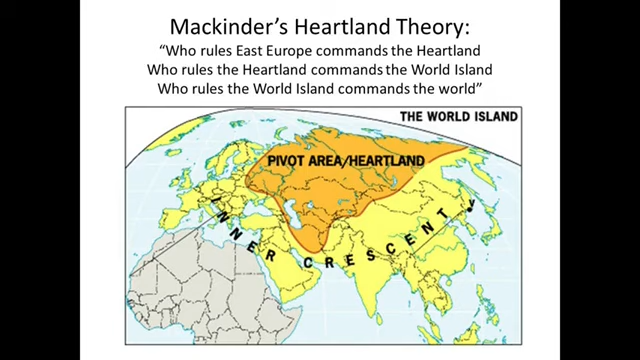 Mackinder’s Heartland Theory:
“Who rules East Europe commands the Heartland
Who rules the Heartland commands the World Island
Who rules the World Island commands the world”
THE WORLD ISLAND
PIVOT AREA/HEARTLAND
INNER CRESCENT